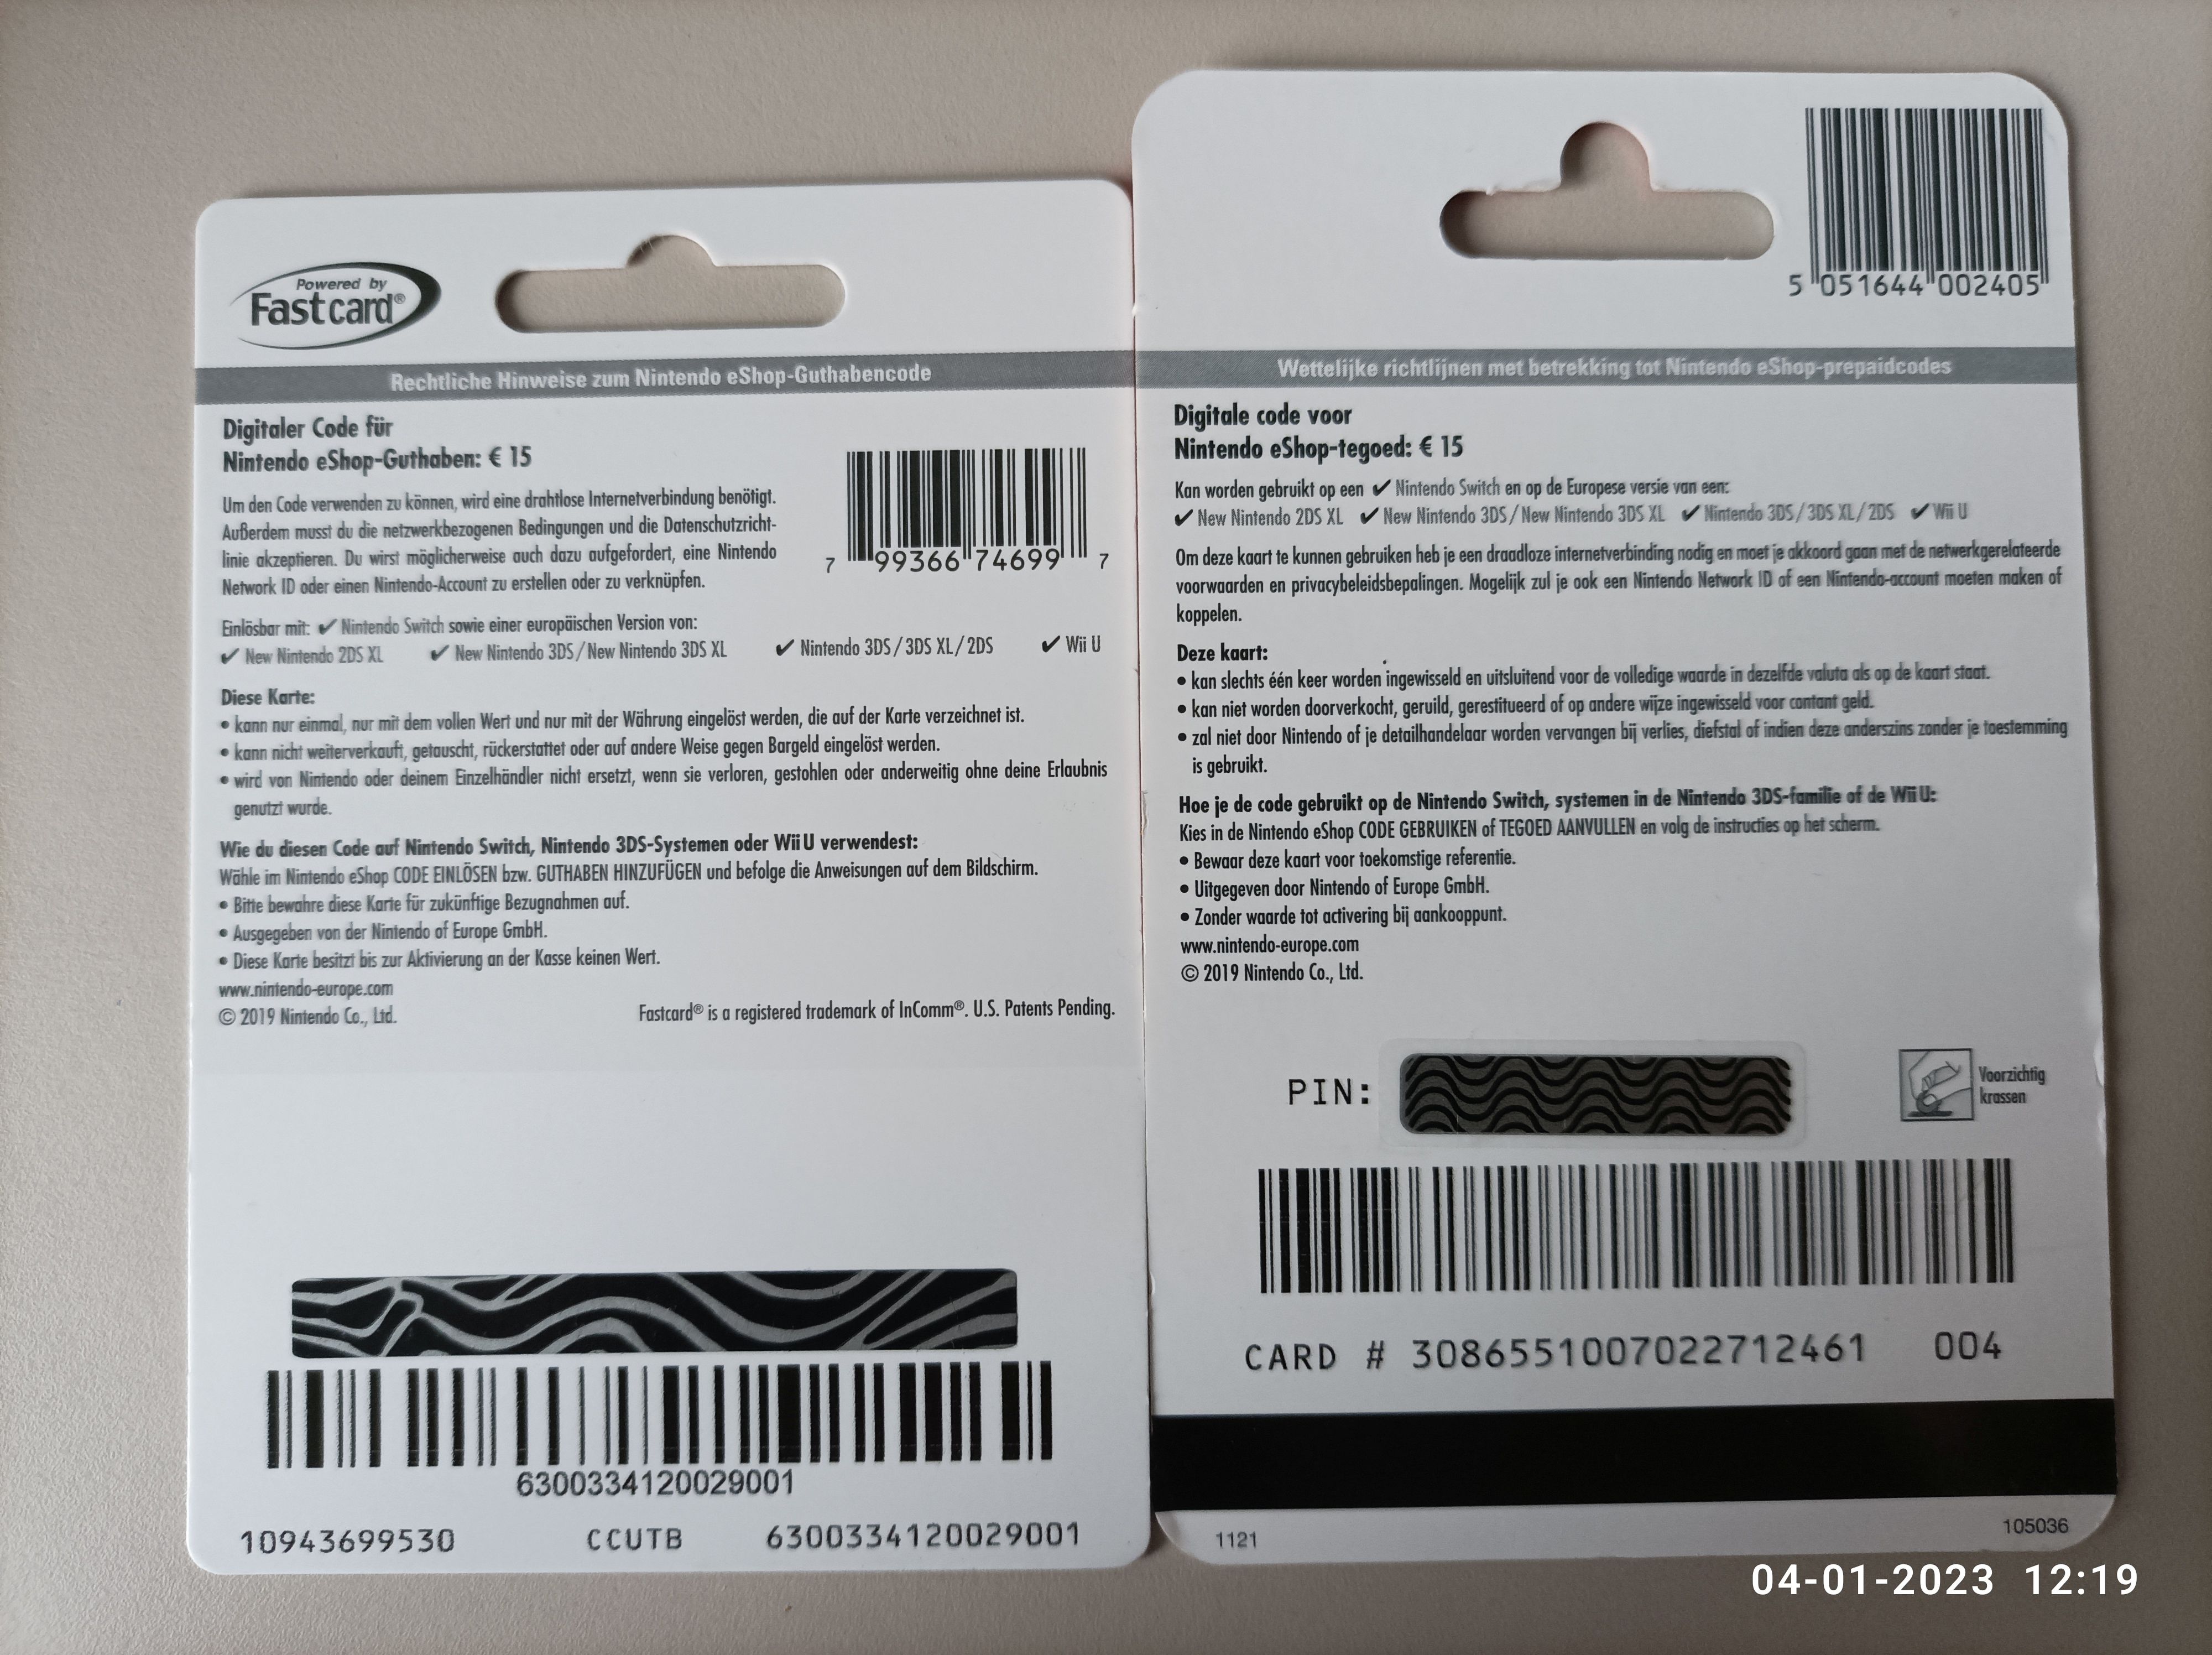 Powered by
Fastcard®
Rechtliche Hinweise zum Nintendo eShop-Guthabencode
Digitaler Code für
Nintendo eShop-Guthaben: € 15
Um den Code verwenden zu können, wird eine drahtlose Internetverbindung benötigt.
Außerdem musst du die netzwerkbezogenen Bedingungen und die Datenschutzricht-
linie akzeptieren. Du wirst möglicherweise auch dazu aufgefordert, eine Nintendo
Network ID oder einen Nintendo-Account zu erstellen oder zu verknüpfen.
7 99366 74699 7
Einlösbar mit: ✔ Nintendo Switch sowie einer europäischen Version von:
✔ New Nintendo 2DS XL ✔ New Nintendo 3DS/New Nintendo 3DS XL ✔ Nintendo 3DS/3DS XL/2DS ✔ Wii U
Diese Karte:
• kann nur einmal, nur mit dem vollen Wert und nur mit der Währung eingelöst werden, die auf der Karte verzeichnet ist.
• kann nicht weiterverkauft, getauscht, rückerstattet oder auf andere Weise gegen Bargeld eingelöst werden.
• wird von Nintendo oder deinem Einzelhändler nicht ersetzt, wenn sie verloren, gestohlen oder anderweitig ohne deine Erlaubnis
genutzt wurde.
Wie du diesen Code auf Nintendo Switch, Nintendo 3DS-Systemen oder Wii U verwendest:
Wähle im Nintendo eShop CODE EINLÖSEN bzw. GUTHABEN HINZUFÜGEN und befolge die Anweisungen auf dem Bildschirm.
• Bitte bewahre diese Karte für zukünftige Bezugnahmen auf.
• Ausgegeben von der Nintendo of Europe GmbH.
• Diese Karte besitzt bis zur Aktivierung an der Kasse keinen Wert.
www.nintendo-europe.com
© 2019 Nintendo Co., Ltd.
Fastcard® is a registered trademark of InComm®. U.S. Patents Pending.
6300334120029001
10943699530 CCUTB 6300334120029001
5 051644 002405
Wettelijke richtlijnen met betrekking tot Nintendo eShop-prepaidcodes
Digitale code voor
Nintendo eShop-tegoed: € 15
Kan worden gebruikt op een ✔ Nintendo Switch en op de Europese versie van een:
✔ New Nintendo 2DS XL ✔ New Nintendo 3DS/New Nintendo 3DS XL ✔ Nintendo 3DS/3DS XL/2DS ✔ Wii U
Om deze kaart te kunnen gebruiken heb je een draadloze internetverbinding nodig en moet je akkoord gaan met de netwerkgerelateerde
voorwaarden en privacybeleidsbepalingen. Mogelijk zul je ook een Nintendo Network ID of een Nintendo-account moeten maken of
koppelen.
Deze kaart:
• kan slechts één keer worden ingewisseld en uitsluitend voor de volledige waarde in dezelfde valuta als op de kaart staat.
• kan niet worden doorverkocht, geruild, gerestitueerd of op andere wijze ingewisseld voor contant geld.
• zal niet door Nintendo of je detailhandelaar worden vervangen bij verlies, diefstal of indien deze anderszins zonder je toestemming
is gebruikt.
Hoe je de code gebruikt op de Nintendo Switch, systemen in de Nintendo 3DS-familie of de Wii U:
Kies in de Nintendo eShop CODE GEBRUIKEN of TEGOED AANVULLEN en volg de instructies op het scherm.
• Bewaar deze kaart voor toekomstige referentie.
• Uitgegeven door Nintendo of Europe GmbH.
• Zonder waarde tot activering bij aankooppunt.
www.nintendo-europe.com
© 2019 Nintendo Co., Ltd.
PIN:
Voorzichtig
krassen
CARD # 3086551007022712461 004
1121 105036
04-01-2023 12:19